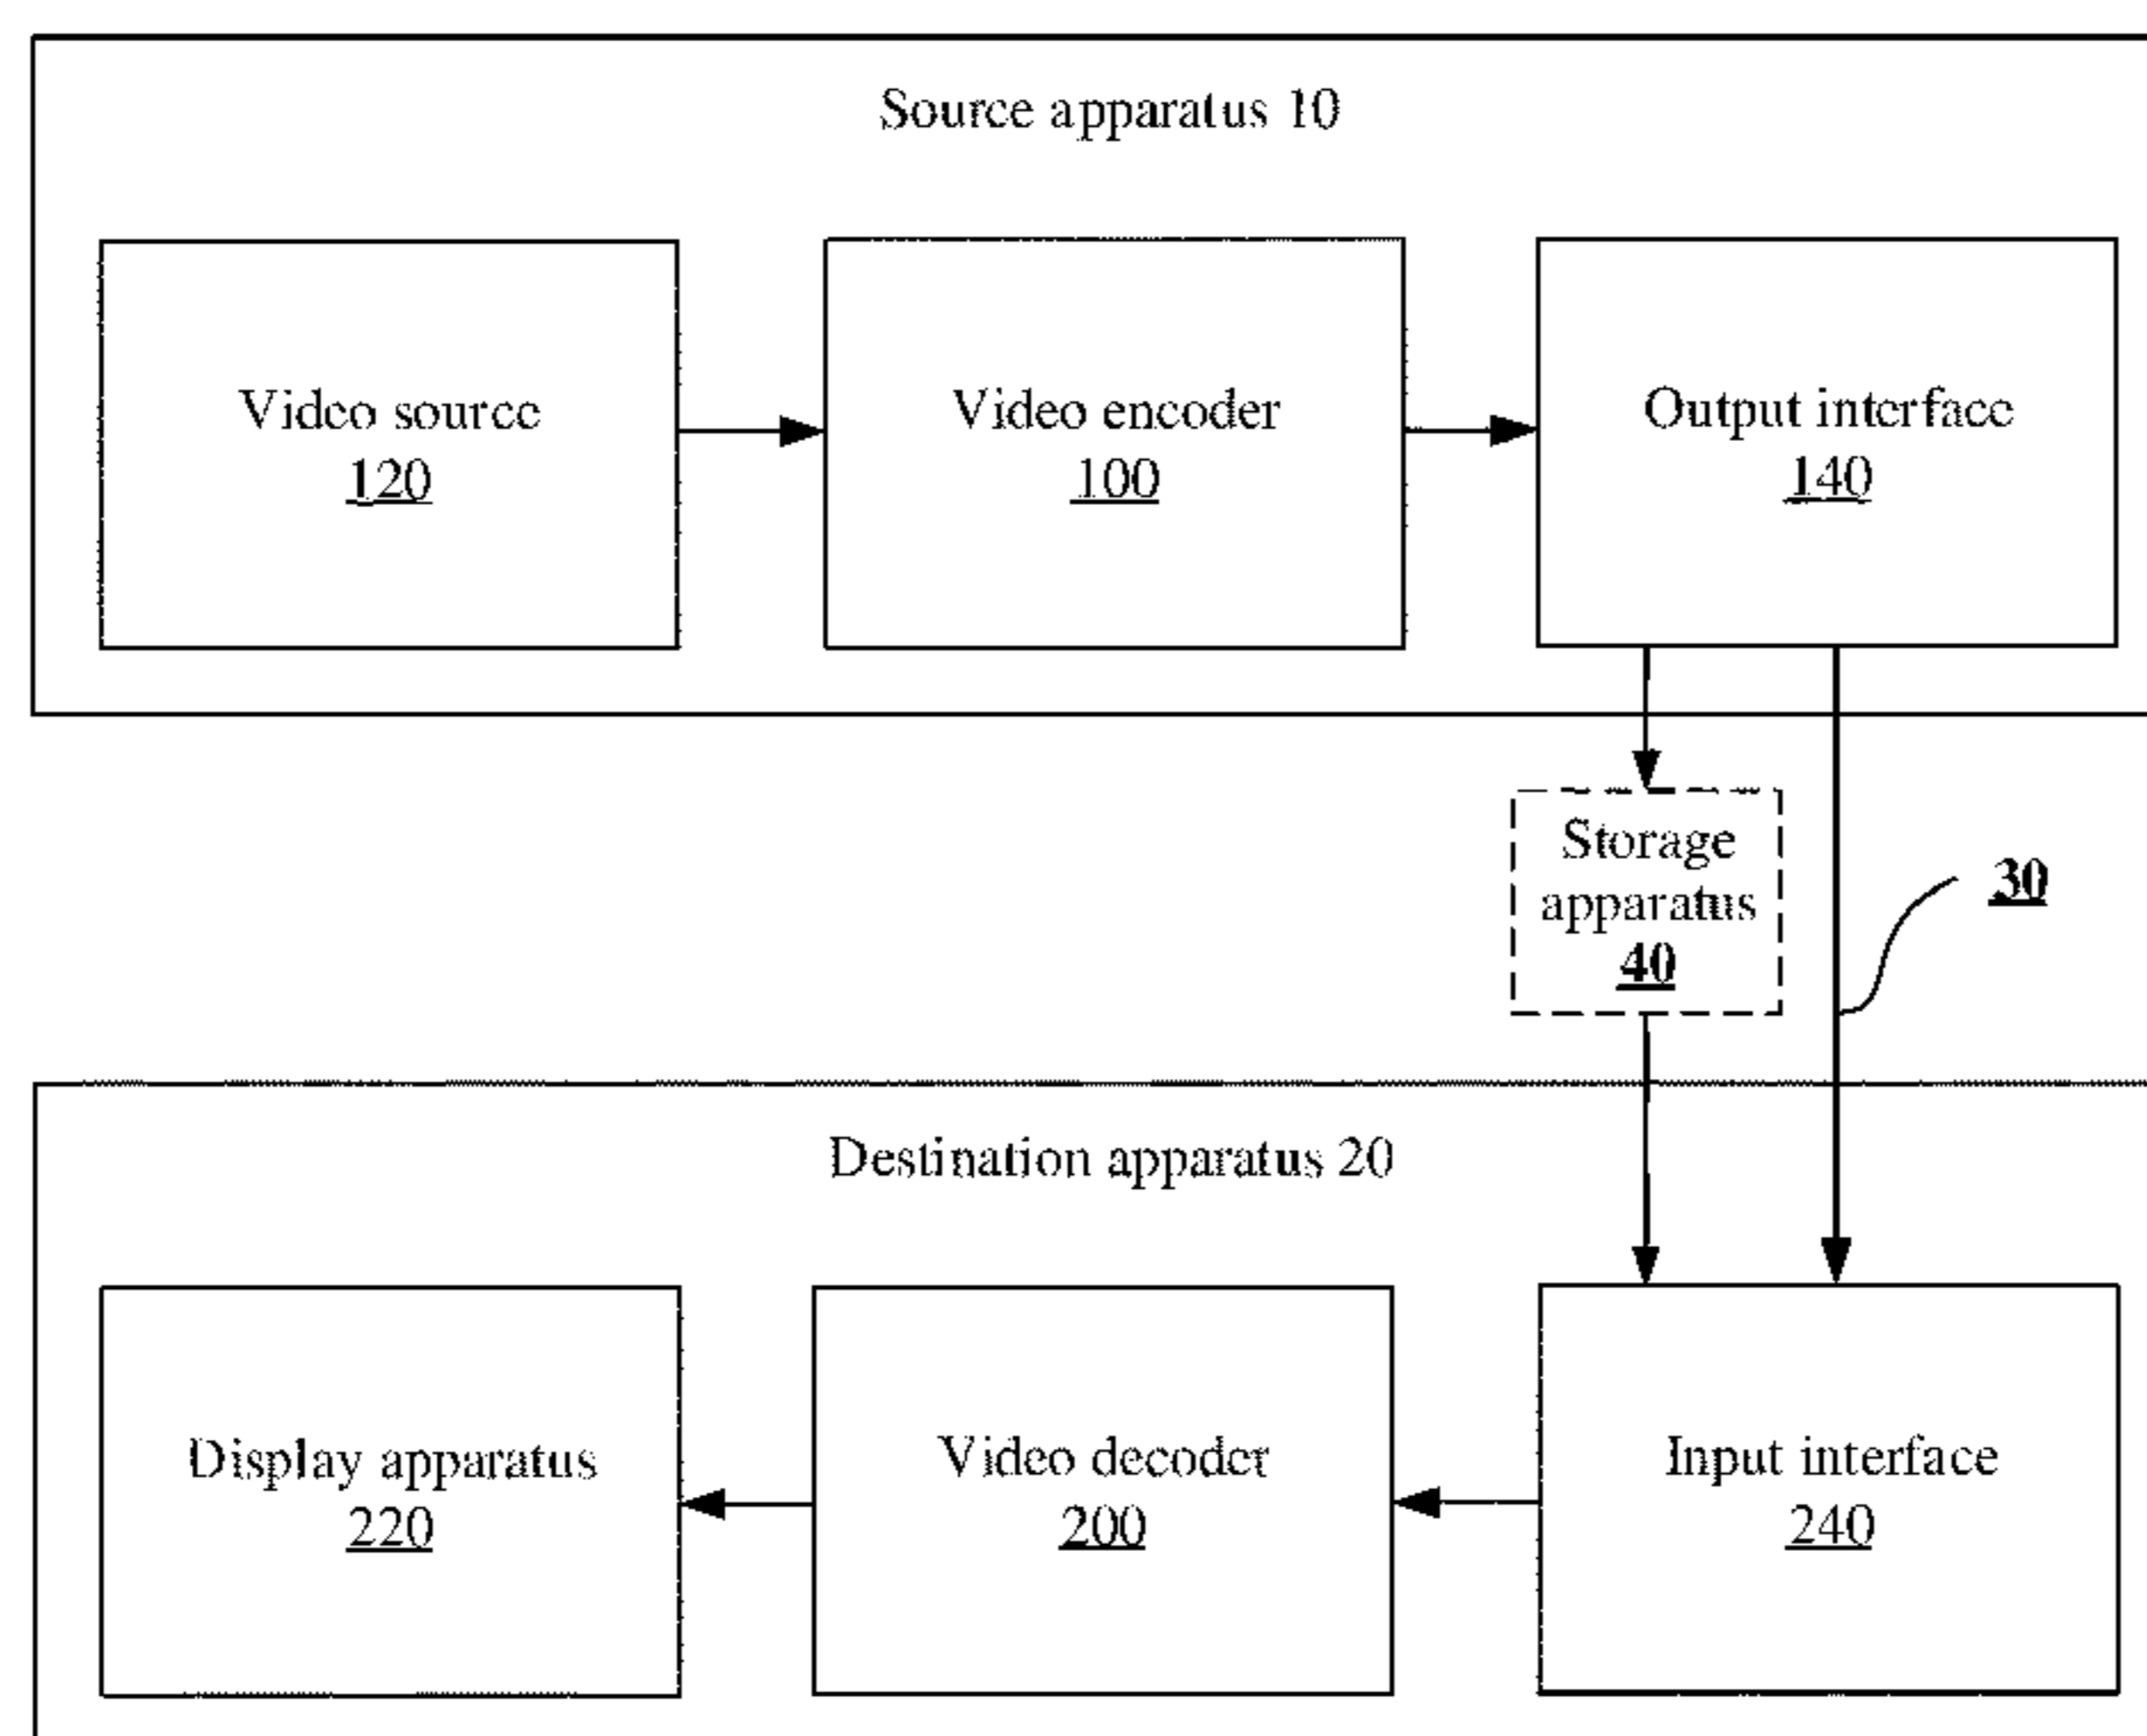 Source apparatus 10
Video source
120
Video encoder
100
Output interface
140
Storage
apparatus
40
30
Destination apparatus 20
Display apparatus
220
Video decoder
200
Input interface
240